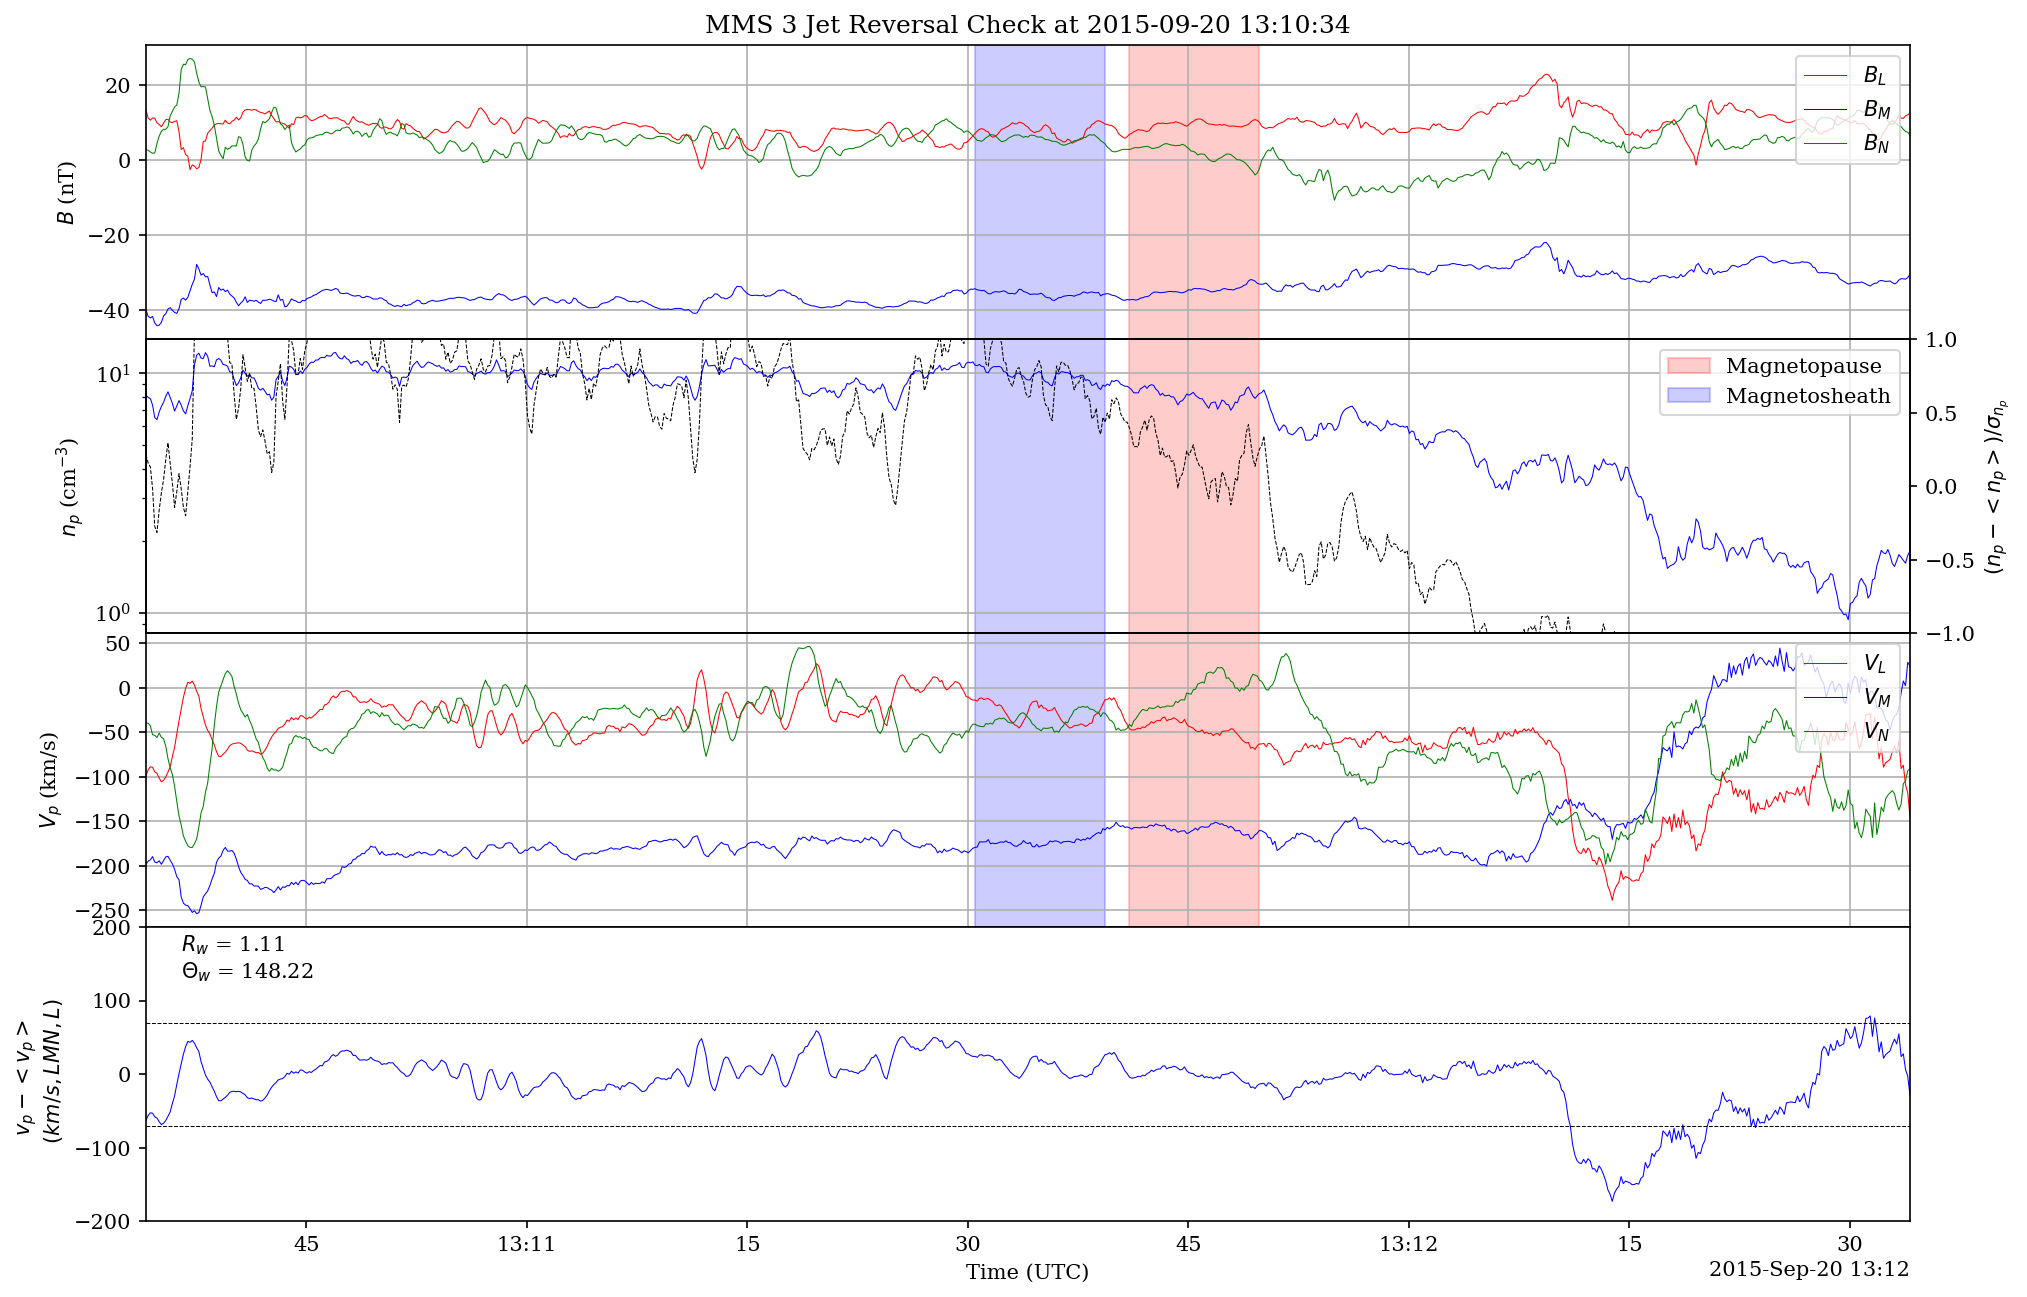 MMS 3 Jet Reversal Check at 2015-09-20 13:10:34
20
0
−20
−40
B (nT)
B_L
B_M
B_N
10^1
10^0
n_p (cm^−3)
1.0
0.5
0.0
−0.5
−1.0
(n_p − < n_p >)/σ_{n_p}
Magnetopause
Magnetosheath
50
0
−50
−100
−150
−200
−250
V_p (km/s)
V_L
V_M
V_N
200
100
0
−100
−200
v_p − < v_p >
(km/s, LMN, L)
R_w = 1.11
Θ_w = 148.22
45
13:11
15
30
45
13:12
15
30
Time (UTC)
2015-Sep-20 13:12